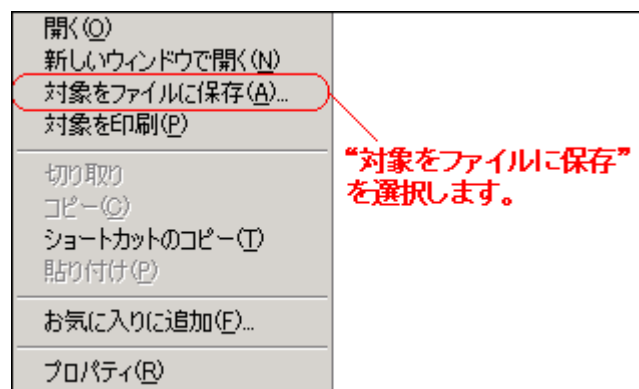 開く(O)
新しいウィンドウで開く(N)
対象をファイルに保存(A)...
対象を印刷(P)
切り取り
コピー(C)
ショートカットのコピー(T)
貼り付け(P)
お気に入りに追加(F)...
プロパティ(R)
“対象をファイルに保存”
を選択します。